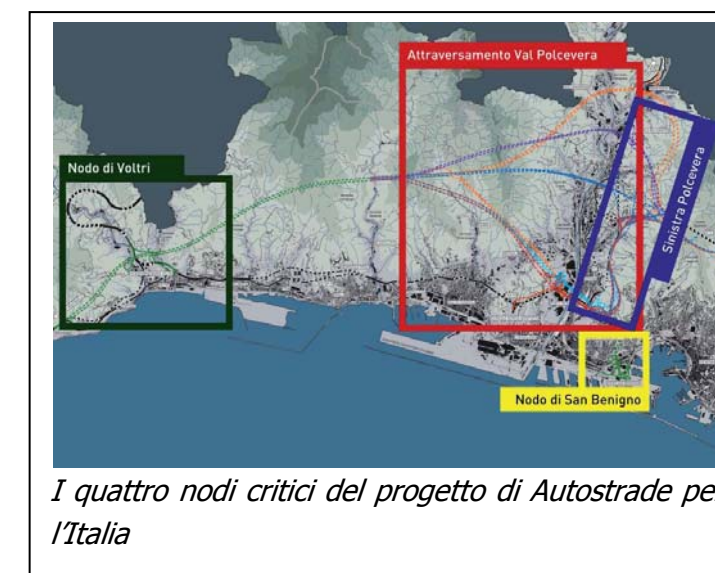 Attraversamento Val Polcevera
Nodo di Voltri
Sinistra Polcevera
Nodo di San Benigno
I quattro nodi critici del progetto di Autostrade pe
l'Italia